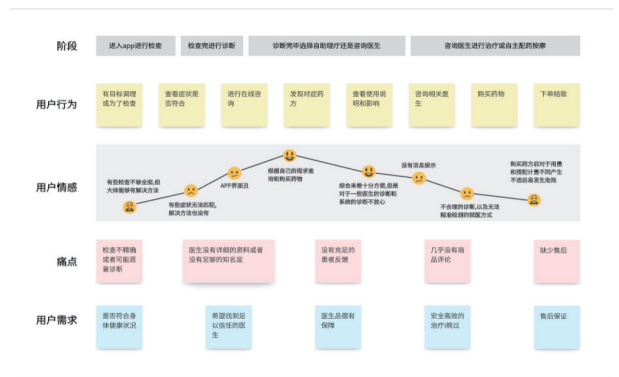 阶段
进入app进行检查
检查完进行诊断
诊断完毕选择自助理疗还是咨询医生
咨询医生进行治疗或自主配药按摩
用户行为
有目标调理
或为了检查
查看症状是
否符合
进行在线咨
询
发现对症药
方
查看使用说
明和影响
咨询相关医
生
购买药物
下单结账
用户情感
有些检查不够全面,但
大体能够有解决方法
有些症状无法匹配,
解决方法也没有
APP界面丑
根据自己的需求查
询和购买药物
综合来看十分方便,但是
对于一些医生的诊断和
系统的诊断不放心
没有消息提示
不合理的诊断,以及无法
精准检测的就医方式
购买药方后对于用量
和搭配计量不同产生
不适后易发生危险
痛点
检查不精确
或者可能恶
意诊断
医生没有详细的资料或者
没有足够的知名度
没有充足的
患者反馈
几乎没有商
品评论
缺少售后
用户需求
是否符合身
体健康状况
希望找到足
以信任的医
生
医生品德有
保障
安全高效的
治疗
售后保证